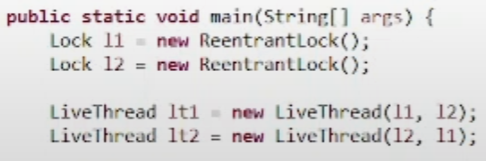 public static void main(String[] args) {
Lock l1 = new ReentrantLock();
Lock l2 = new ReentrantLock();
LiveThread lt1 = new LiveThread(l1, l2);
LiveThread lt2 = new LiveThread(l2, l1);